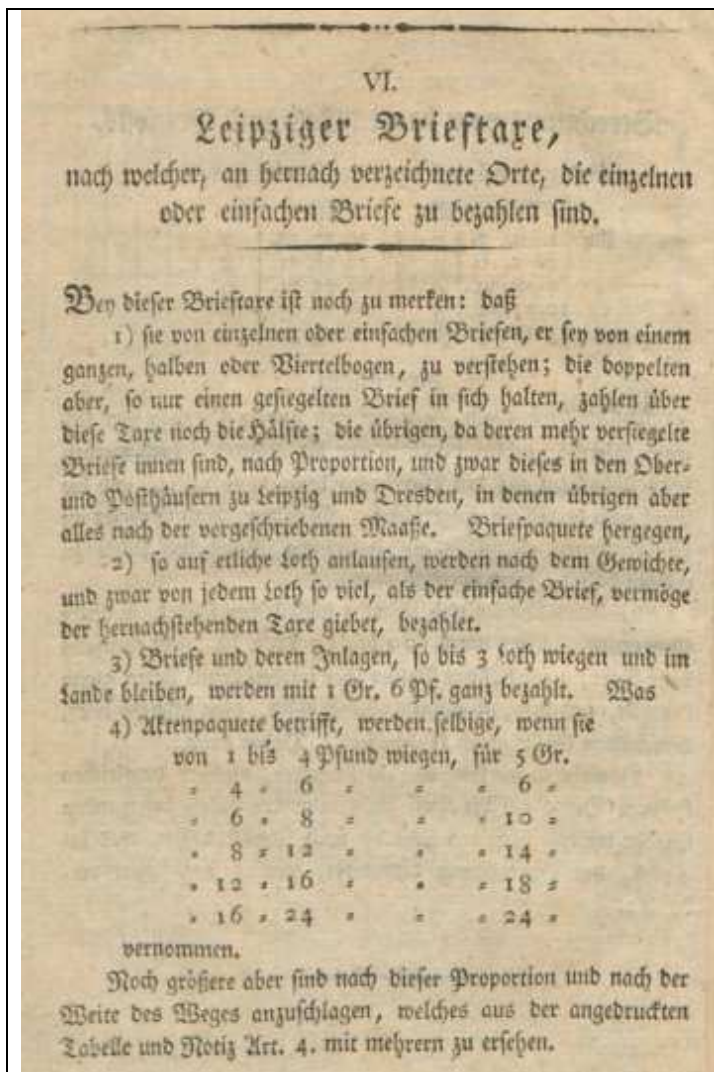 VI.
Leipziger Brieftaxe,
nach welcher, an hernach verzeichnete Orte, die einzelnen
oder einfachen Briefe zu bezahlen sind.
Bey dieser Brieftaxe ist noch zu merken: daß
1) sie von einzelnen oder einfachen Briefen, er sey von einem
ganzen, halben oder Viertelbogen, zu verstehen; die doppelten
aber, so nur einen gesiegelten Brief in sich halten, zahlen über
diese Taxe noch die Hälfte; die übrigen, da deren mehr versiegelte
Briefe innen sind, nach Proportion, und zwar dieses in den Ober-
und Posthäusern zu Leipzig und Dresden, in denen übrigen aber
alles nach der vorgeschriebenen Maaße. Briefpaquete hergegen,
2) so auf etliche Loth anlaufen, werden nach dem Gewichte,
und zwar von jedem Loth so viel, als der einfache Brief, vermöge
der hernachstehenden Taxe giebet, bezahlet.
3) Briefe und deren Inlagen, so bis 3 Loth wiegen und im
Lande bleiben, werden mit 1 Gr. 6 Pf. ganz bezahlt. Was
4) Aktenpaquete betrifft, werden selbige, wenn sie
von 1 bis 4 Pfund wiegen, für 5 Gr.
= 4 = 6 = = = 6 =
= 6 = 8 = = = 10 =
= 8 = 12 = = = 14 =
= 12 = 16 = = = 18 =
= 16 = 24 = = = 24 =
vernommen.
Noch größere aber sind nach dieser Proportion und nach der
Weite des Weges anzuschlagen, welches aus der angedruckten
Tabelle und Notiz Art. 4. mit mehrern zu ersehen.